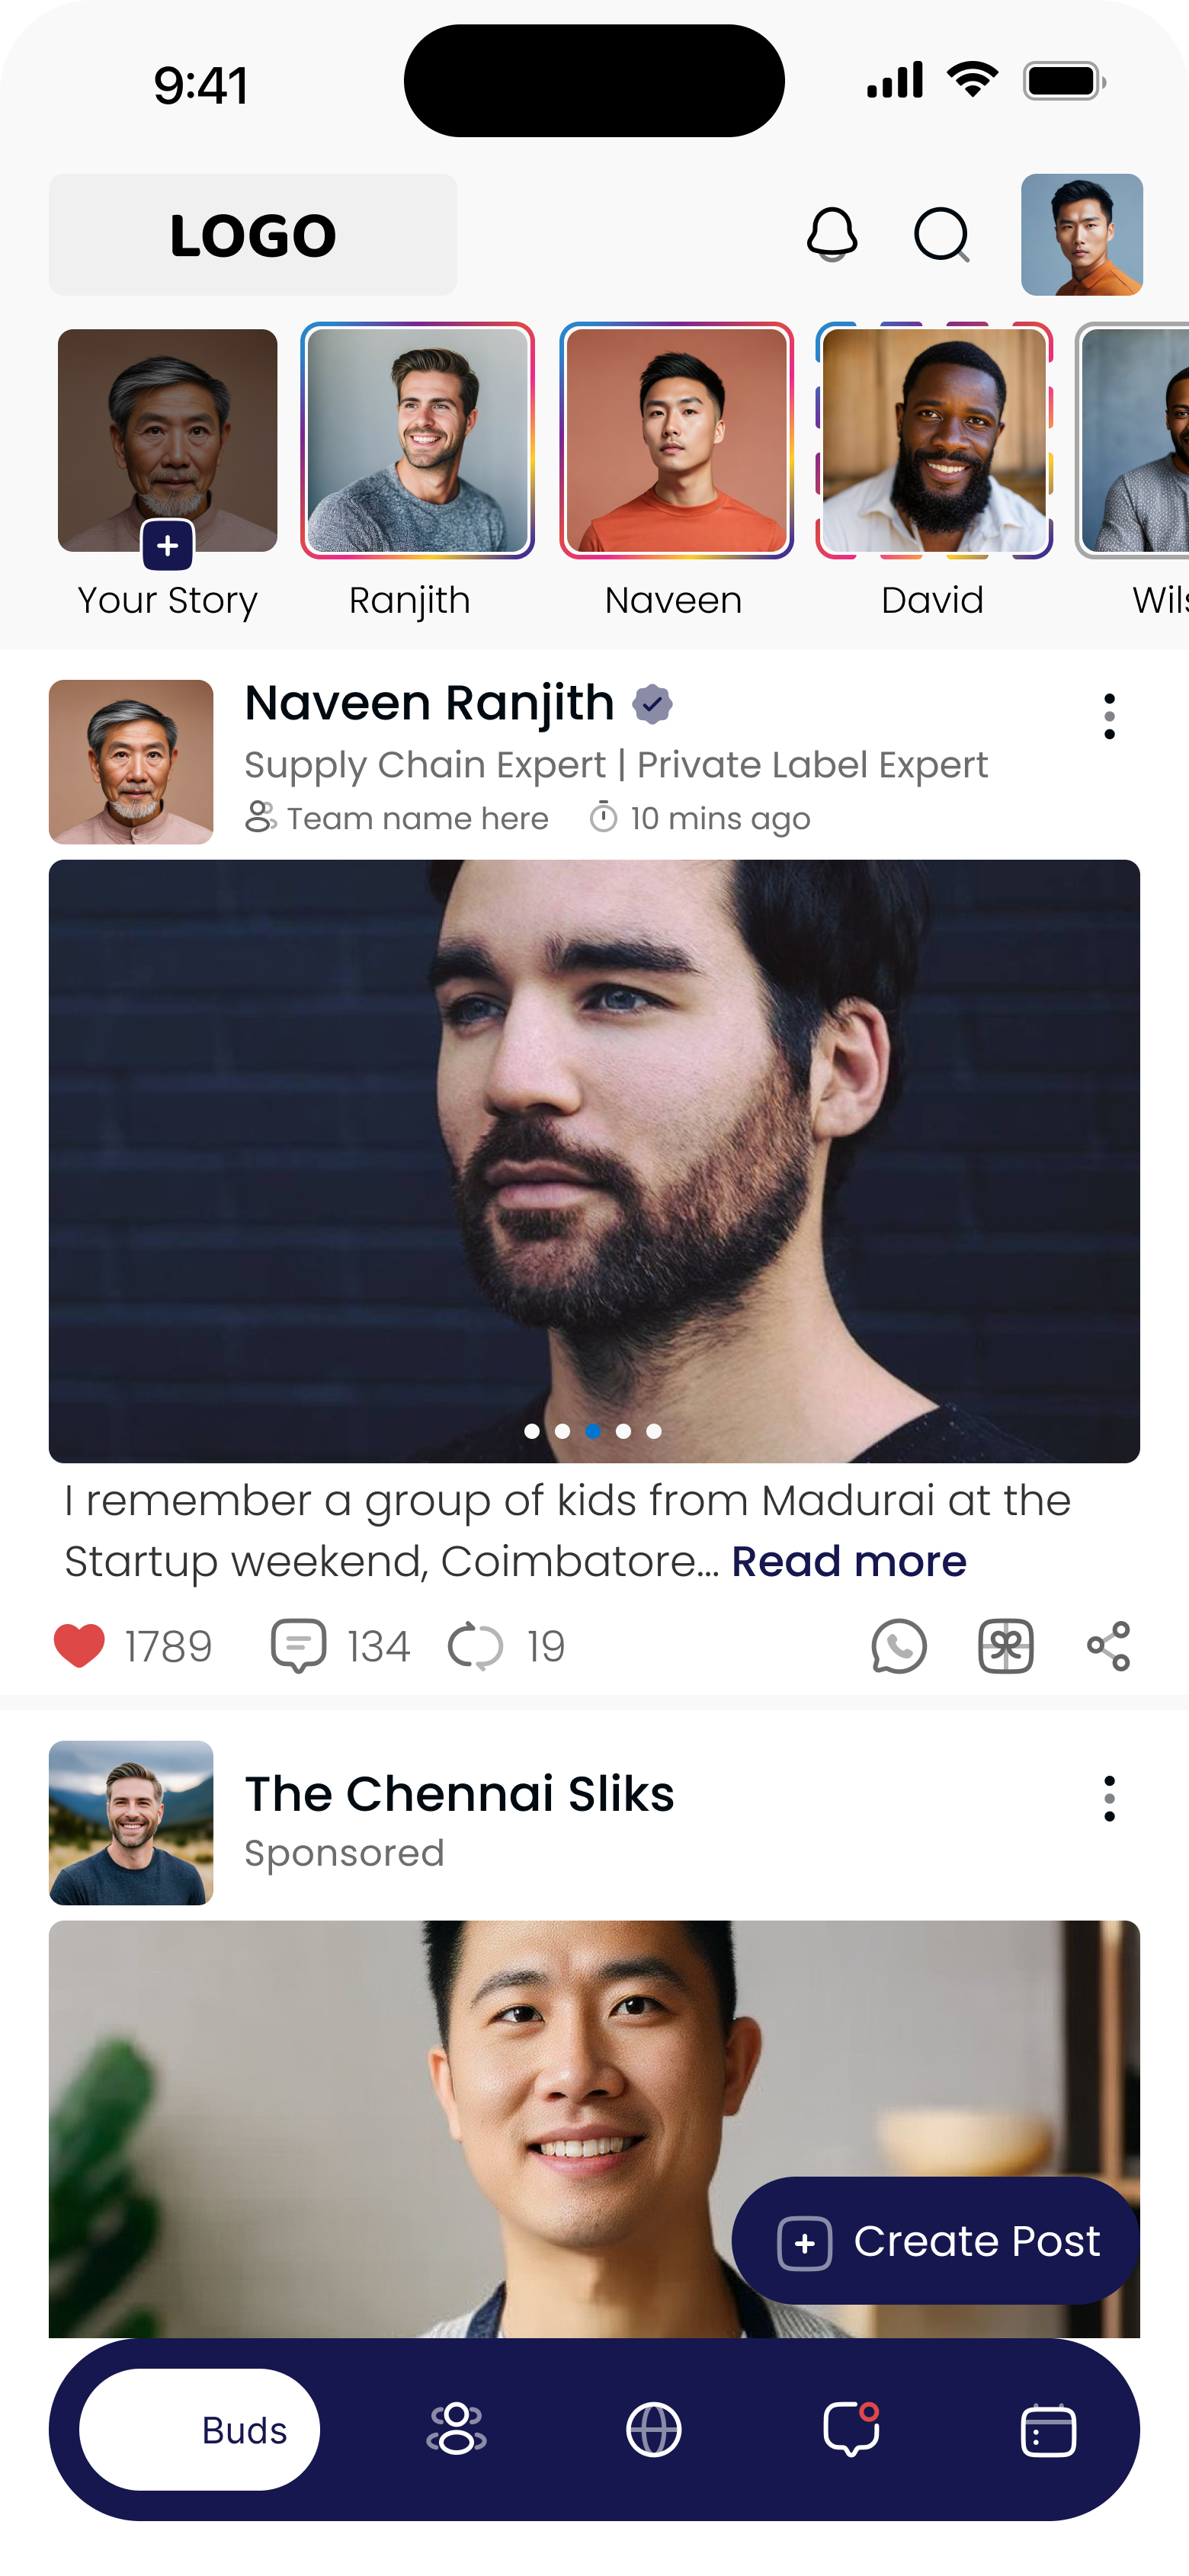 9:41
LOGO
Your Story
Ranjith
Naveen
David
Wils
Naveen Ranjith
Supply Chain Expert | Private Label Expert
Team name here
10 mins ago
I remember a group of kids from Madurai at the
Startup weekend, Coimbatore... Read more
1789
134
19
The Chennai Sliks
Sponsored
Create Post
Buds